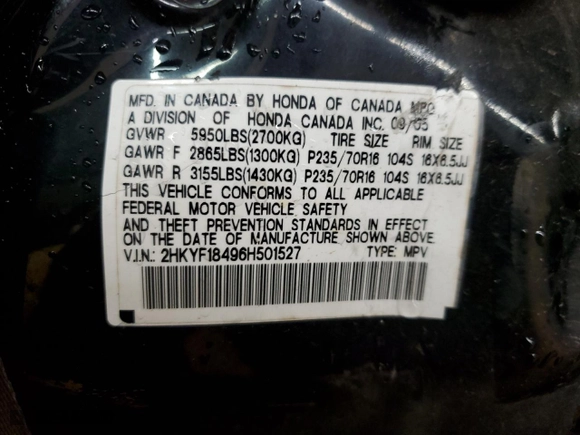 MFD. IN CANADA BY HONDA OF CANADA MFG.
A DIVISION OF HONDA CANADA INC. 09/05
GVWR 5950LBS(2700KG) TIRE SIZE RIM SIZE
GAWR F 2865LBS(1300KG) P235/70R16 104S 16X6.5JJ
GAWR R 3155LBS(1430KG) P235/70R16 104S 16X6.5JJ
THIS VEHICLE CONFORMS TO ALL APPLICABLE
FEDERAL MOTOR VEHICLE SAFETY
AND THEFT PREVENTION STANDARDS IN EFFECT
ON THE DATE OF MANUFACTURE SHOWN ABOVE.
V.I.N.: 2HKYF18496H501527 TYPE: MPV